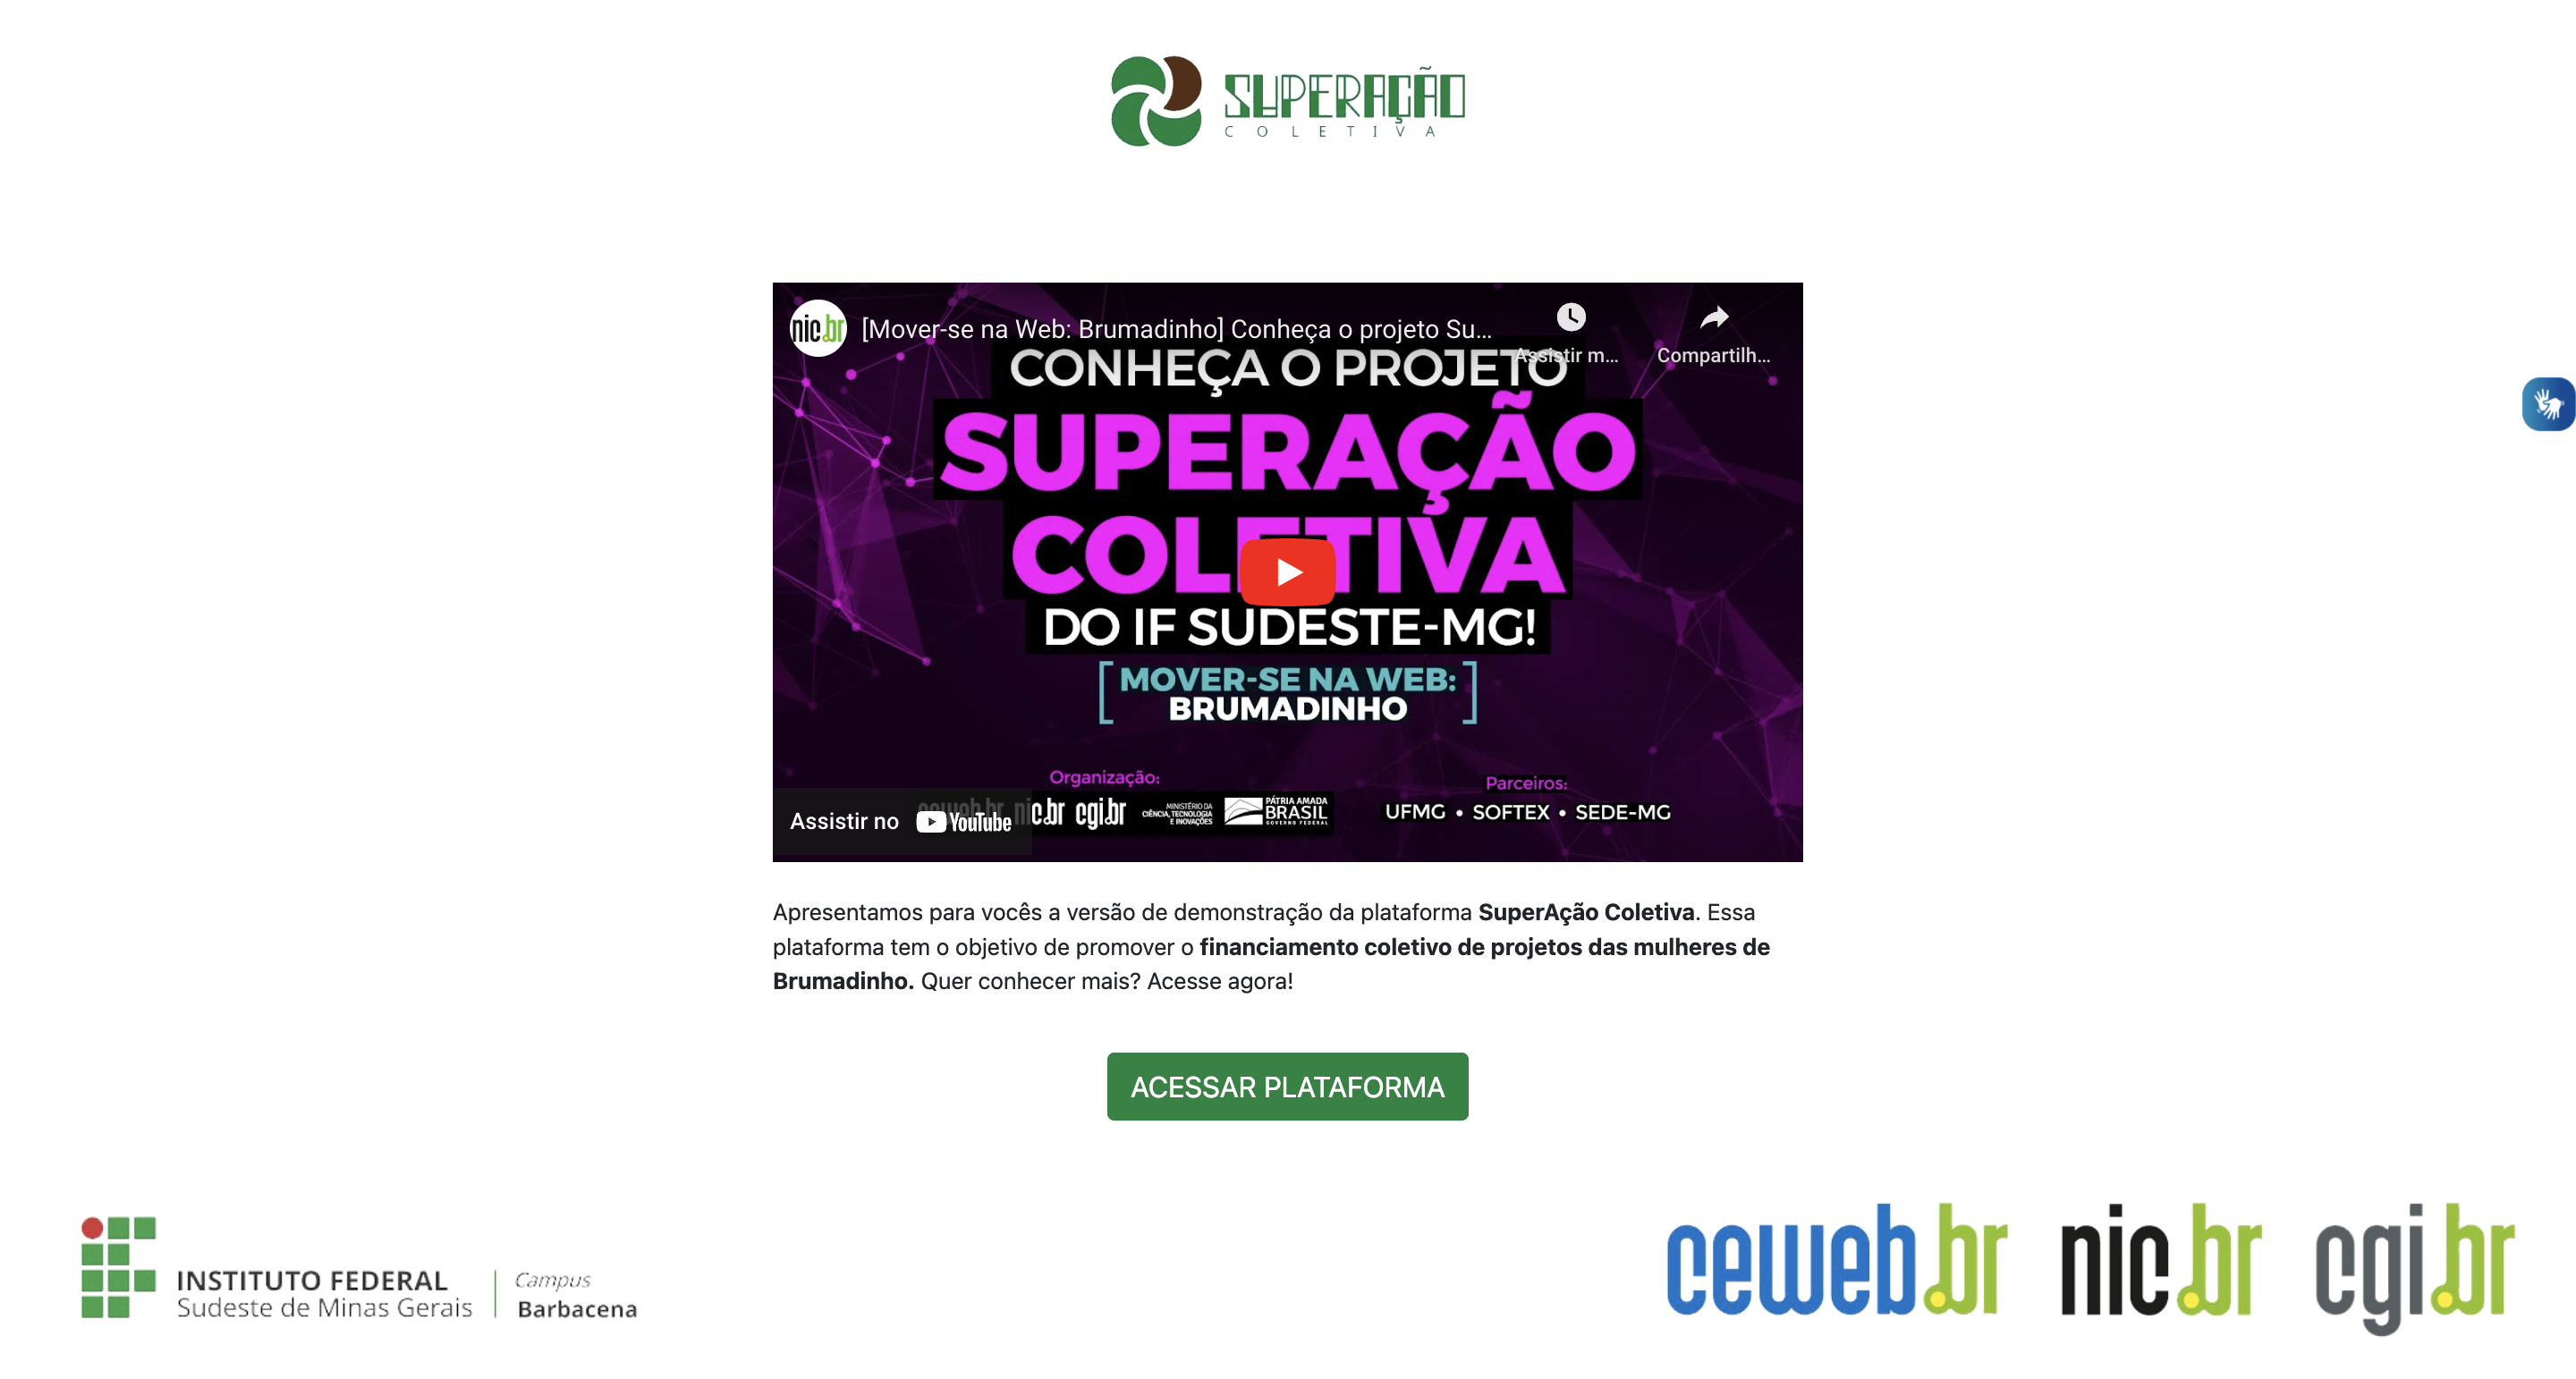 SUPERAÇÃO
COLETIVA
nic.br [Mover-se na Web: Brumadinho] Conheça o projeto Su...
Assistir m...
Compartilh...
CONHEÇA O PROJETO
SUPERAÇÃO
COLETIVA
DO IF SUDESTE-MG!
[MOVER-SE NA WEB:
BRUMADINHO]
Organização:
ceweb.br nic.br cgi.br
MINISTÉRIO DA
CIÊNCIA, TECNOLOGIA
E INOVAÇÕES
PÁTRIA AMADA
BRASIL
GOVERNO FEDERAL
Parceiros:
UFMG • SOFTEX • SEDE-MG
Assistir no YouTube
Apresentamos para vocês a versão de demonstração da plataforma SuperAção Coletiva. Essa
plataforma tem o objetivo de promover o financiamento coletivo de projetos das mulheres de
Brumadinho. Quer conhecer mais? Acesse agora!
ACESSAR PLATAFORMA
INSTITUTO FEDERAL
Sudeste de Minas Gerais
Campus
Barbacena
ceweb.br nic.br cgi.br